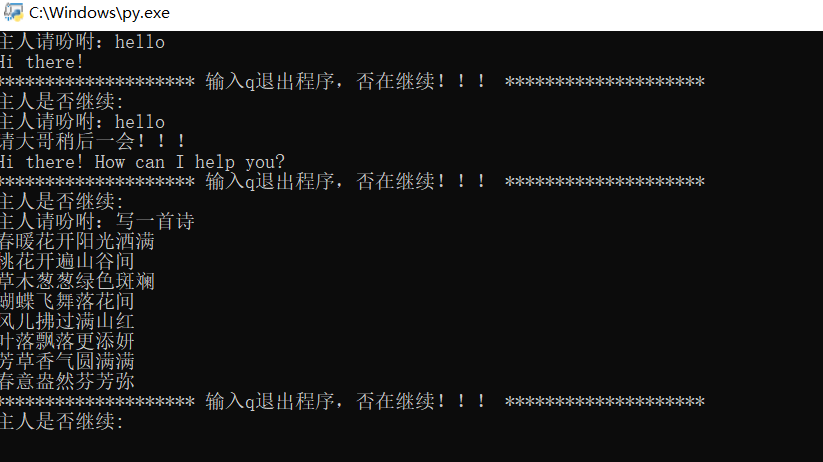 C:\Windows\py.exe
主人请吩咐：hello
Hi there!
******************** 输入q退出程序，否在继续！！！ ********************
主人是否继续:
主人请吩咐：hello
请大哥稍后一会！！！
Hi there! How can I help you?
******************** 输入q退出程序，否在继续！！！ ********************
主人是否继续:
主人请吩咐：写一首诗
春暖花开阳光洒满
桃花开遍山谷间
草木葱葱绿色斑斓
蝴蝶飞舞落花间
风儿拂过满山红
叶落飘落更添妍
芳草香气圆满满
春意盎然芬芳弥
******************** 输入q退出程序，否在继续！！！ ********************
主人是否继续: